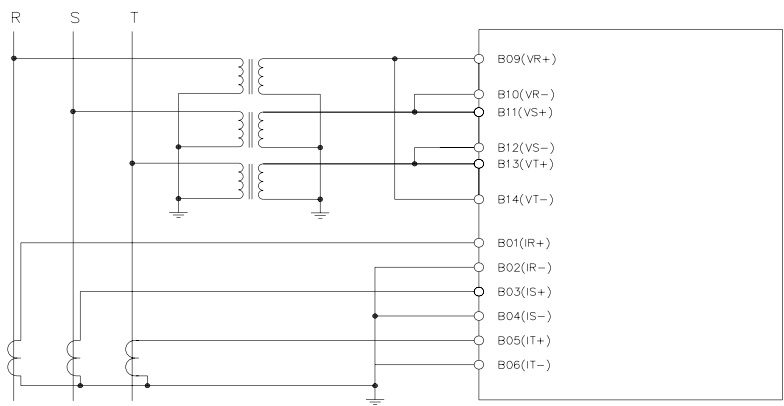 R S T
B09(VR+)
B10(VR-)
B11(VS+)
B12(VS-)
B13(VT+)
B14(VT-)
B01(IR+)
B02(IR-)
B03(IS+)
B04(IS-)
B05(IT+)
B06(IT-)